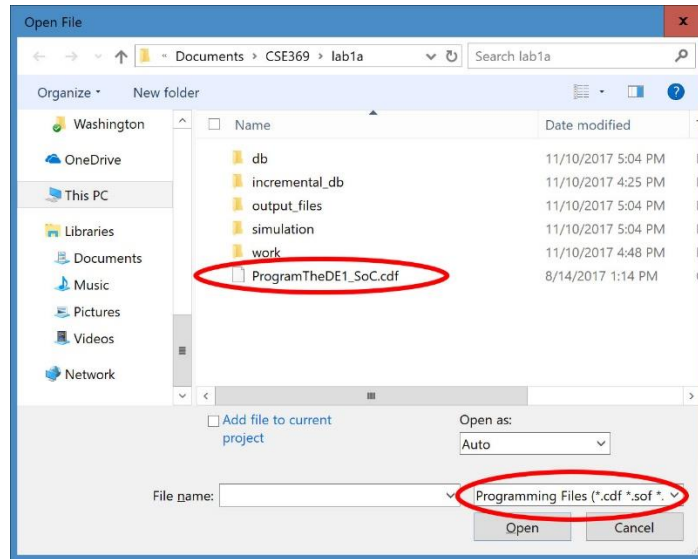 Open File
x
« Documents > CSE369 > lab1a
Search lab1a
Organize
New folder
?
Washington
OneDrive
This PC
Libraries
Documents
Music
Pictures
Videos
Network
Name
Date modified
db
11/10/2017 5:04 PM
incremental_db
11/10/2017 4:25 PM
output_files
11/10/2017 5:04 PM
simulation
11/10/2017 5:04 PM
work
11/10/2017 4:48 PM
ProgramTheDE1_SoC.cdf
8/14/2017 1:14 PM
Add file to current
project
Open as:
Auto
File name:
Programming Files (*.cdf *.sof *.
Open
Cancel